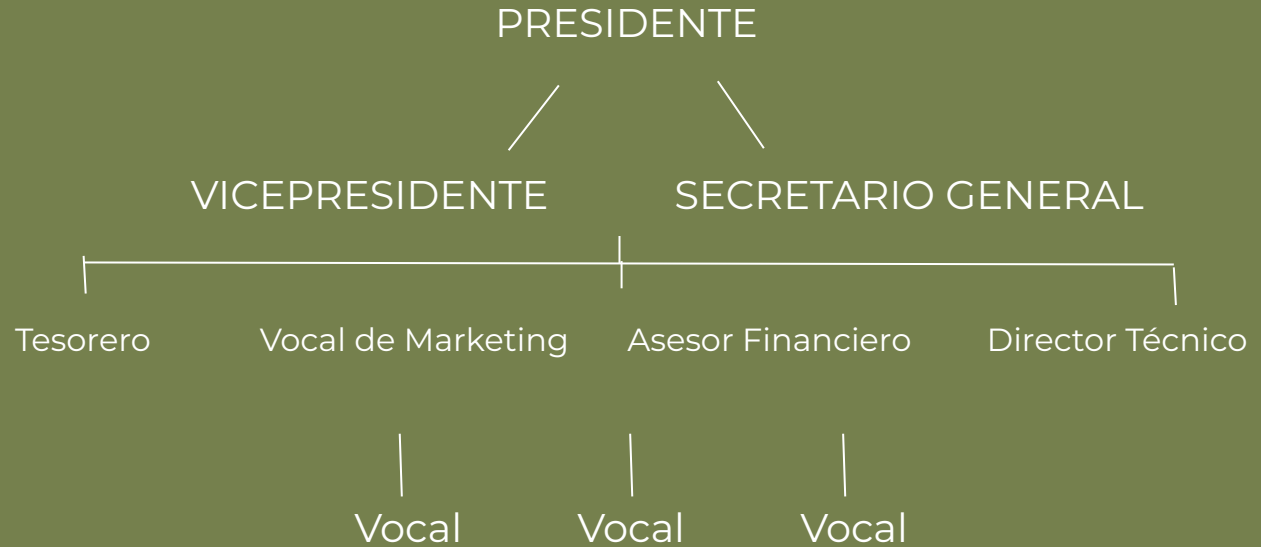 PRESIDENTE
VICEPRESIDENTE SECRETARIO GENERAL
Tesorero Vocal de Marketing Asesor Financiero Director Técnico
Vocal Vocal Vocal